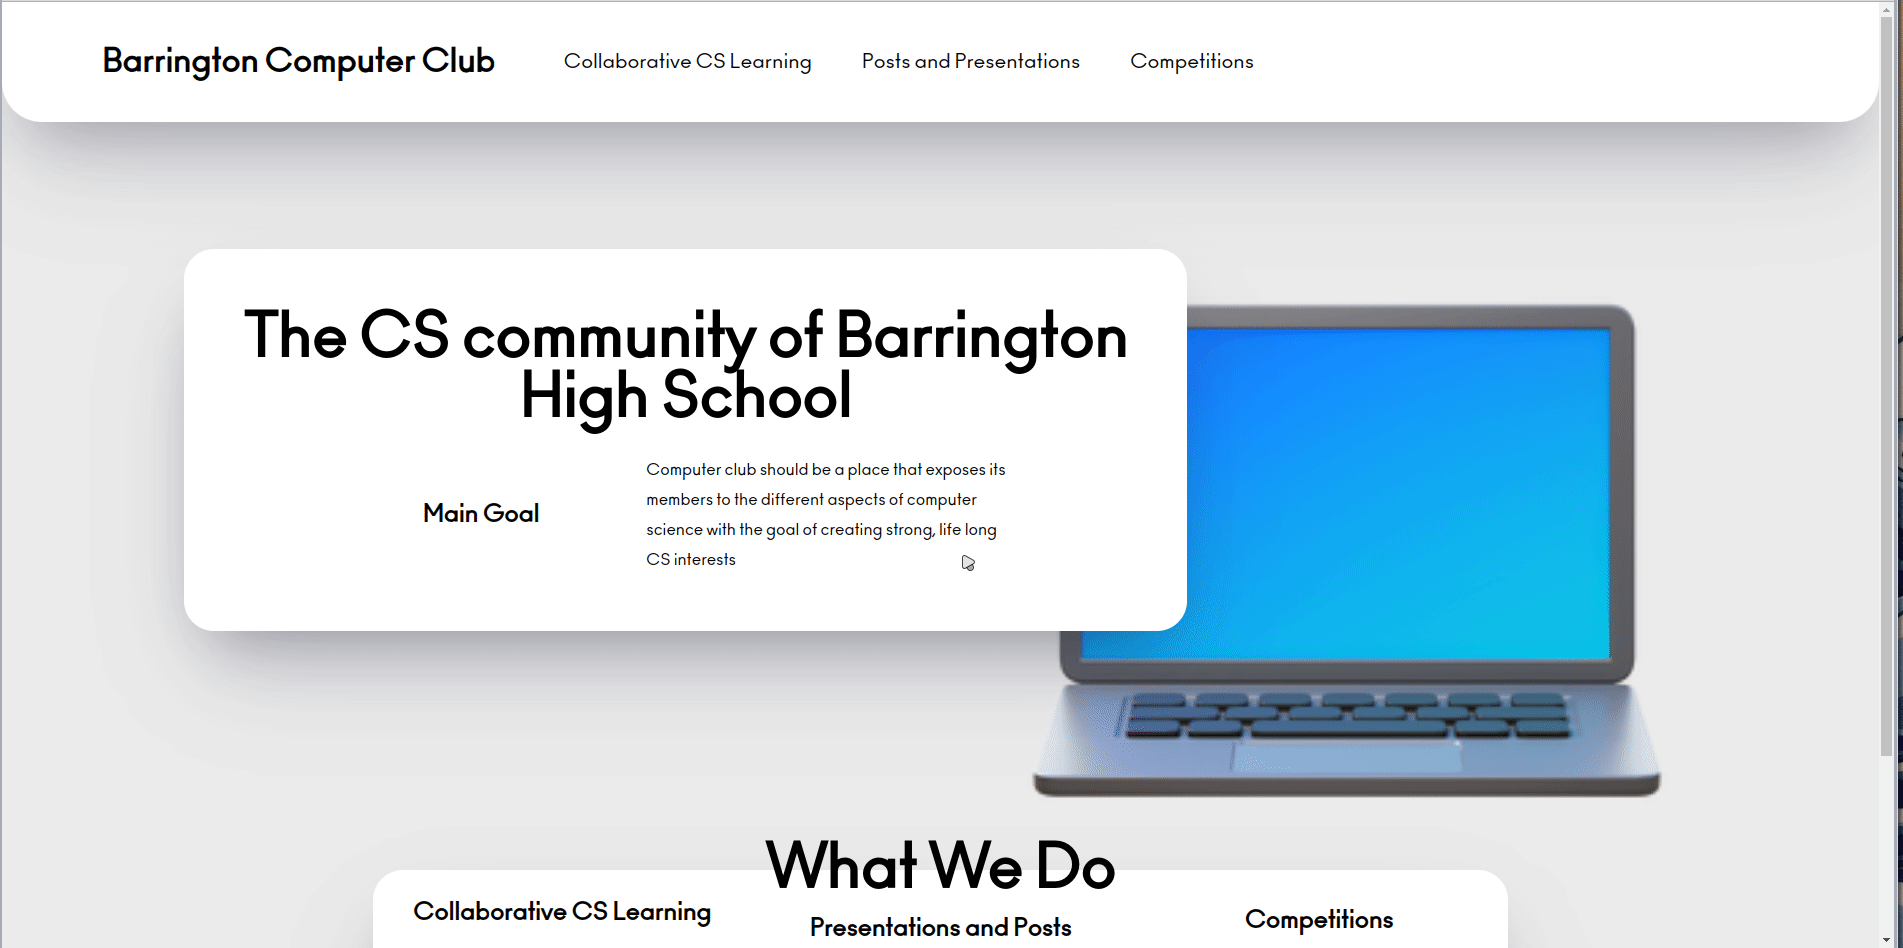 Barrington Computer Club
Collaborative CS Learning
Posts and Presentations
Competitions
The CS community of Barrington
High School
Main Goal
Computer club should be a place that exposes its
members to the different aspects of computer
science with the goal of creating strong, life long
CS interests
What We Do
Collaborative CS Learning
Presentations and Posts
Competitions